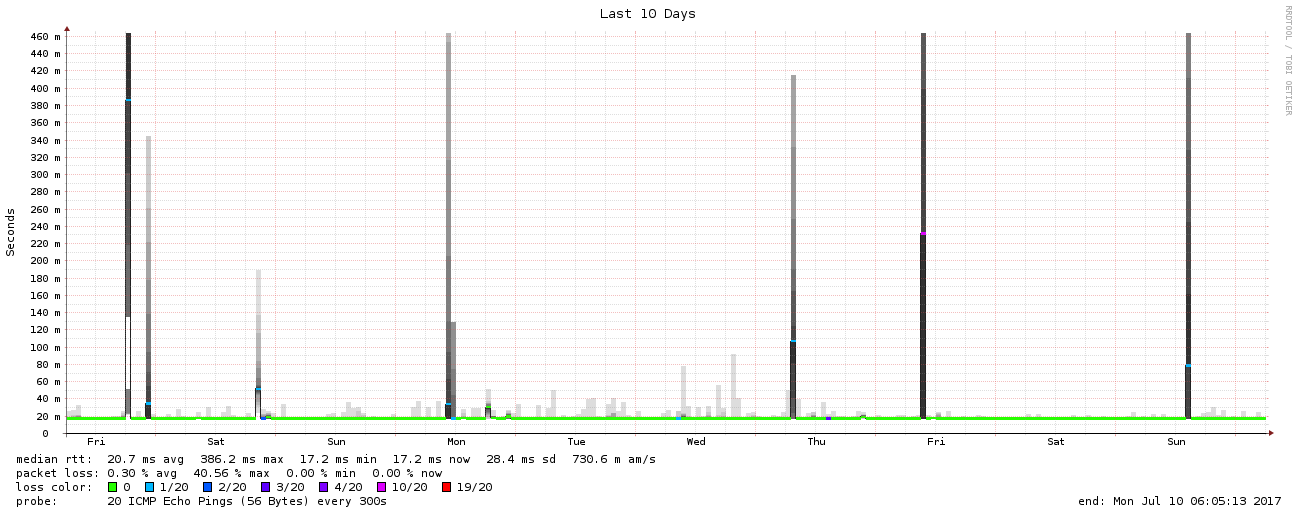 Last 10 Days
RRDTOOL / TOBI OETIKER
Seconds
460 m
440 m
420 m
400 m
380 m
360 m
340 m
320 m
300 m
280 m
260 m
240 m
220 m
200 m
180 m
160 m
140 m
120 m
100 m
80 m
60 m
40 m
20 m
0
Fri Sat Sun Mon Tue Wed Thu Fri Sat Sun
median rtt: 20.7 ms avg 386.2 ms max 17.2 ms min 17.2 ms now 28.4 ms sd 730.6 m am/s
packet loss: 0.30 % avg 40.56 % max 0.00 % min 0.00 % now
loss color: 0 1/20 2/20 3/20 4/20 10/20 19/20
probe: 20 ICMP Echo Pings (56 Bytes) every 300s end: Mon Jul 10 06:05:13 2017